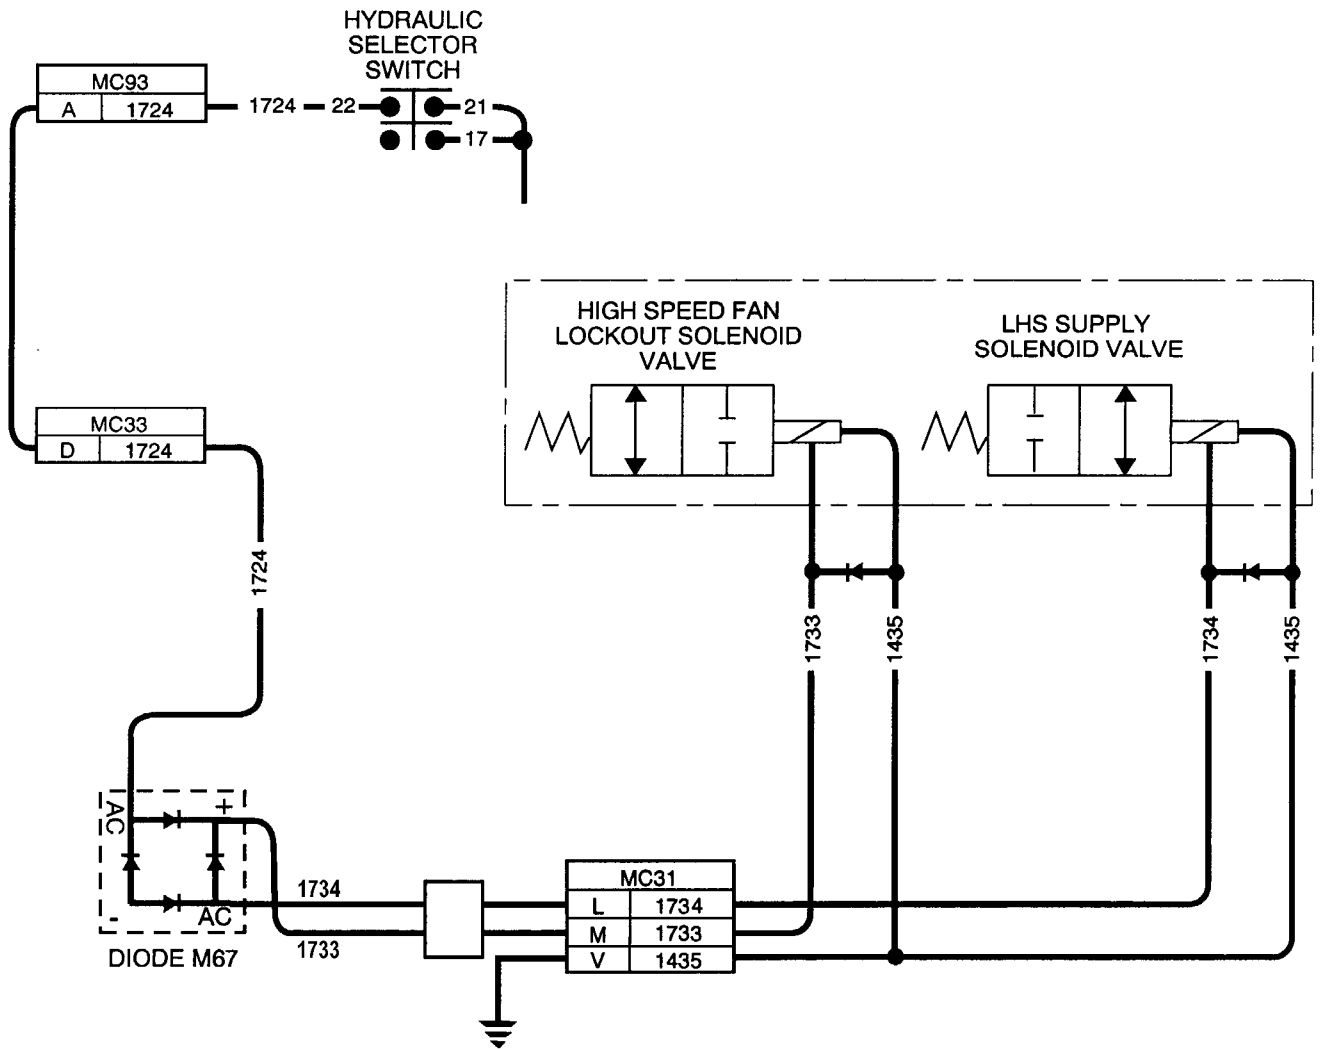 HYDRAULIC
SELECTOR
SWITCH
MC93
A 1724
1724 22 21
17
HIGH SPEED FAN
LOCKOUT SOLENOID
VALVE
LHS SUPPLY
SOLENOID VALVE
MC33
D 1724
1724
1733
1435
1734
1435
AC
+
-
AC
DIODE M67
1734
1733
MC31
L 1734
M 1733
V 1435